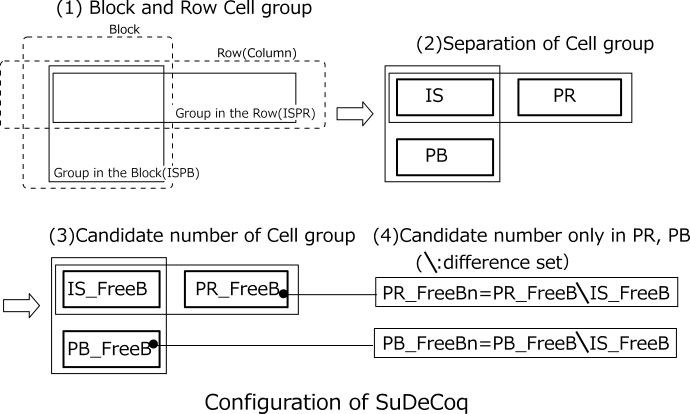 (1) Block and Row Cell group
Block
Row(Column)
Group in the Row(ISPR)
Group in the Block(ISPB)
(2)Separation of Cell group
IS
PR
PB
(3)Candidate number of Cell group
IS_FreeB
PR_FreeB
PB_FreeB
(4)Candidate number only in PR, PB
(\:difference set)
PR_FreeBn=PR_FreeB\IS_FreeB
PB_FreeBn=PB_FreeB\IS_FreeB
Configuration of SuDeCoq